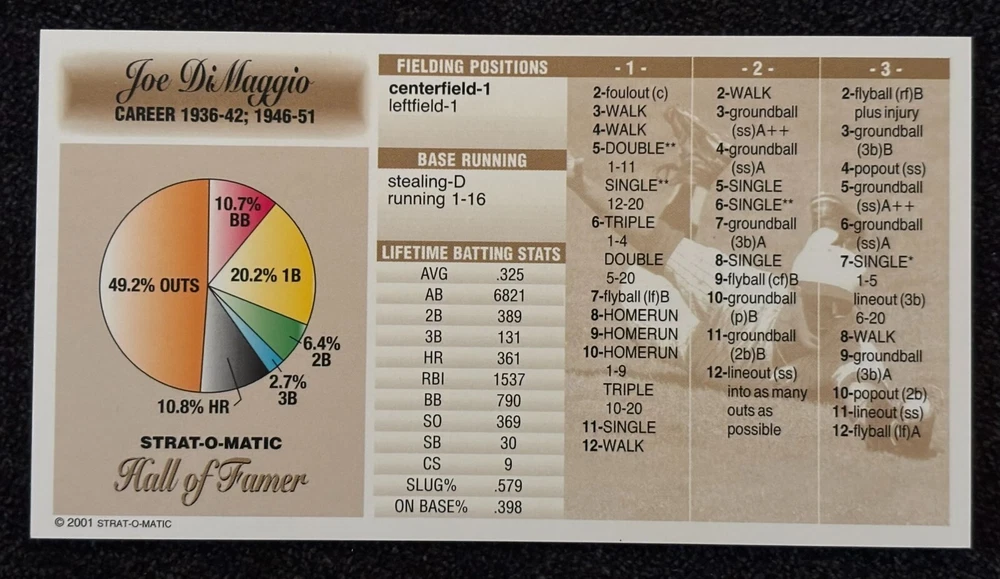 Joe DiMaggio
CAREER 1936-42; 1946-51
10.7%
BB
20.2% 1B
49.2% OUTS
6.4%
2B
2.7%
3B
10.8% HR
STRAT-O-MATIC
Hall of Famer
© 2001 STRAT-O-MATIC
FIELDING POSITIONS
centerfield-1
leftfield-1
BASE RUNNING
stealing-D
running 1-16
LIFETIME BATTING STATS
AVG .325
AB 6821
2B 389
3B 131
HR 361
RBI 1537
BB 790
SO 369
SB 30
CS 9
SLUG% .579
ON BASE% .398
- 1 -
2-foulout (c)
3-WALK
4-WALK
5-DOUBLE**
1-11
SINGLE**
12-20
6-TRIPLE
1-4
DOUBLE
5-20
7-flyball (lf)B
8-HOMERUN
9-HOMERUN
10-HOMERUN
1-9
TRIPLE
10-20
11-SINGLE
12-WALK
- 2 -
2-WALK
3-groundball
(ss)A++
4-groundball
(ss)A
5-SINGLE
6-SINGLE**
7-groundball
(3b)A
8-SINGLE
9-flyball (cf)B
10-groundball
(p)B
11-groundball
(2b)B
12-lineout (ss)
into as many
outs as
possible
- 3 -
2-flyball (rf)B
plus injury
3-groundball
(3b)B
4-popout (ss)
5-groundball
(ss)A++
6-groundball
(ss)A
7-SINGLE*
1-5
lineout (3b)
6-20
8-WALK
9-groundball
(3b)A
10-popout (2b)
11-lineout (ss)
12-flyball (lf)A